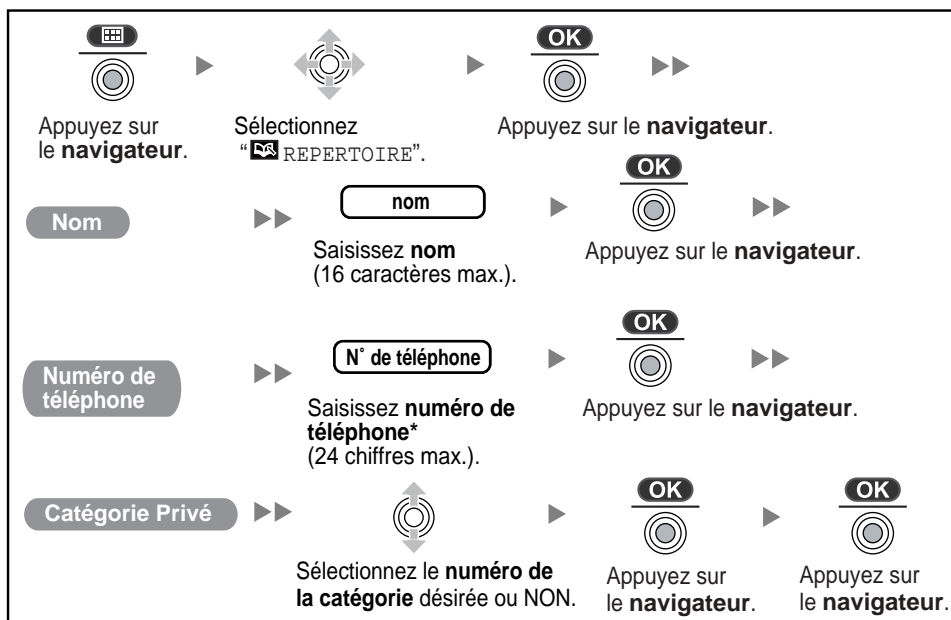 OK
Appuyez sur
le navigateur.
Sélectionnez
“ REPERTOIRE”.
Appuyez sur le navigateur.
Nom
nom
Saisissez nom
(16 caractères max.).
OK
Appuyez sur le navigateur.
Numéro de
téléphone
N° de téléphone
Saisissez numéro de
téléphone*
(24 chiffres max.).
OK
Appuyez sur le navigateur.
Catégorie Privé
Sélectionnez le numéro de
la catégorie désirée ou NON.
OK
Appuyez sur
le navigateur.
OK
Appuyez sur
le navigateur.